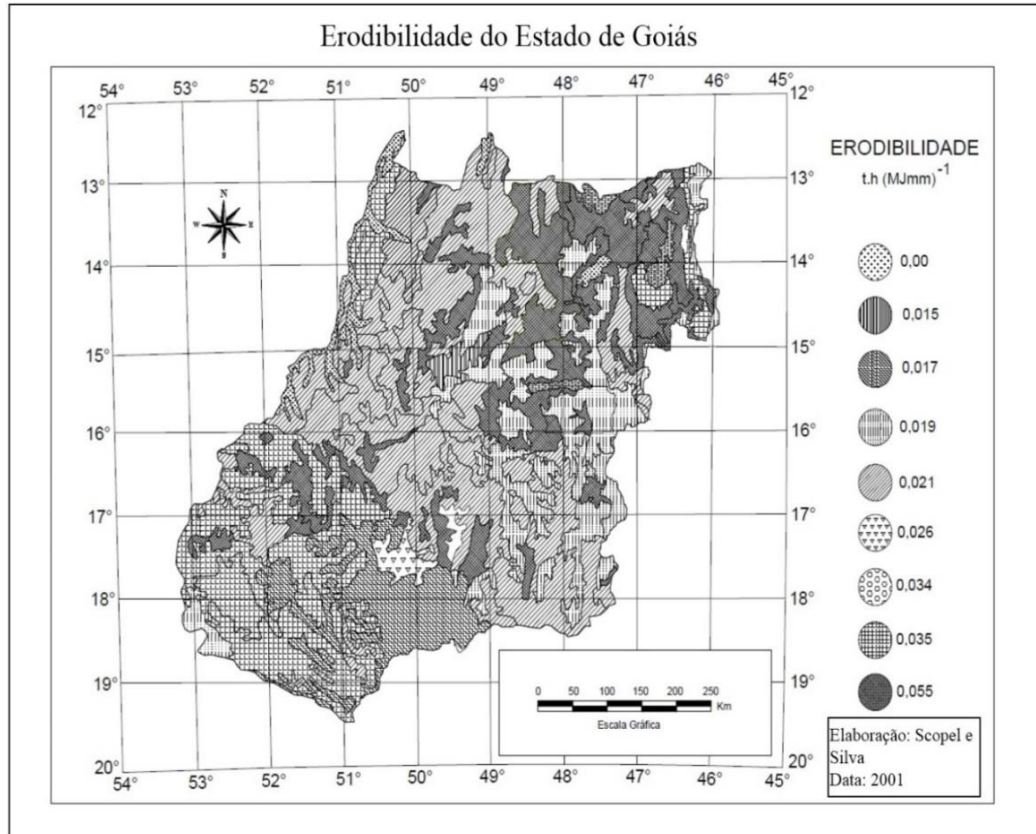 Erodibilidade do Estado de Goiás
54° 53° 52° 51° 50° 49° 48° 47° 46° 45°
12° 12°
13° 13°
14° 14°
15° 15°
16° 16°
17° 17°
18° 18°
19° 19°
20° 20°
54° 53° 52° 51° 50° 49° 48° 47° 46° 45°
N
W E
S
0 50 100 150 200 250
Km
Escala Gráfica
ERODIBILIDADE
t.h (MJmm)⁻¹
0,00
0,015
0,017
0,019
0,021
0,026
0,034
0,035
0,055
Elaboração: Scopel e
Silva
Data: 2001